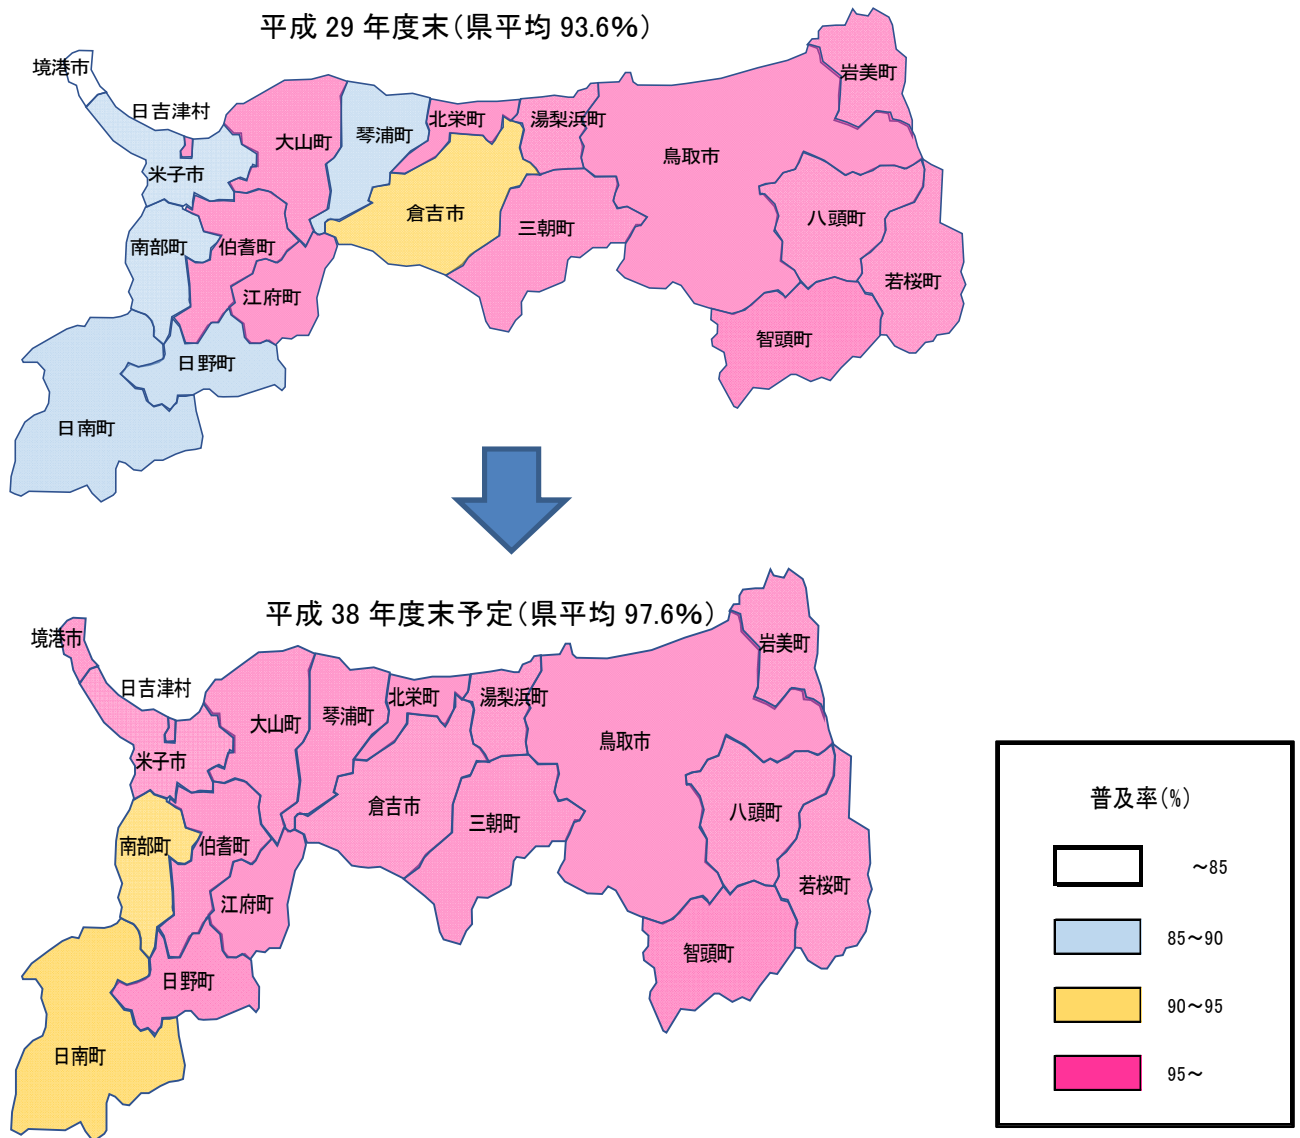 平成 29 年度末（県平均 93.6%）
境港市
岩美町
日吉津村
北栄町
湯梨浜町
大山町
琴浦町
鳥取市
米子市
倉吉市
八頭町
三朝町
南部町
伯耆町
若桜町
江府町
智頭町
日野町
日南町
平成 38 年度末予定（県平均 97.6%）
境港市
岩美町
日吉津村
北栄町
湯梨浜町
大山町
琴浦町
鳥取市
米子市
倉吉市
八頭町
三朝町
南部町
伯耆町
若桜町
江府町
智頭町
日野町
日南町
普及率(%)
～85
85～90
90～95
95～